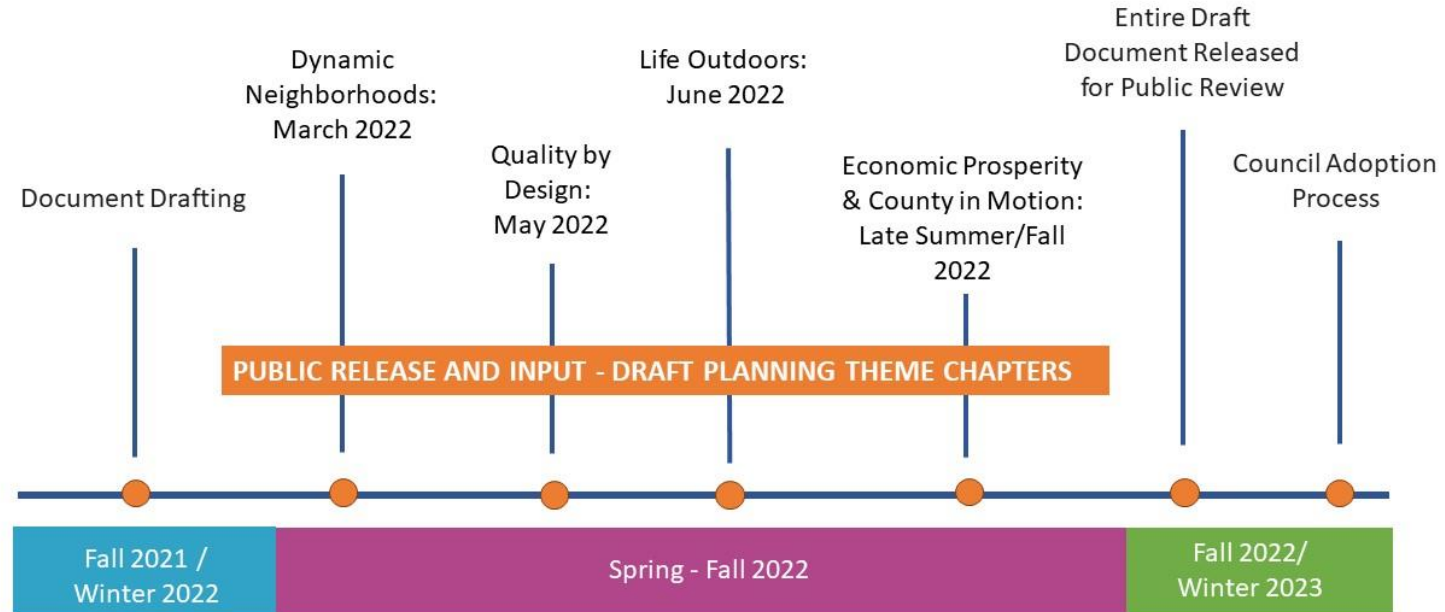 Document Drafting
Dynamic
Neighborhoods:
March 2022
Quality by
Design:
May 2022
Life Outdoors:
June 2022
Economic Prosperity
& County in Motion:
Late Summer/Fall
2022
Entire Draft
Document Released
for Public Review
Council Adoption
Process
PUBLIC RELEASE AND INPUT - DRAFT PLANNING THEME CHAPTERS
Fall 2021 /
Winter 2022
Spring - Fall 2022
Fall 2022/
Winter 2023